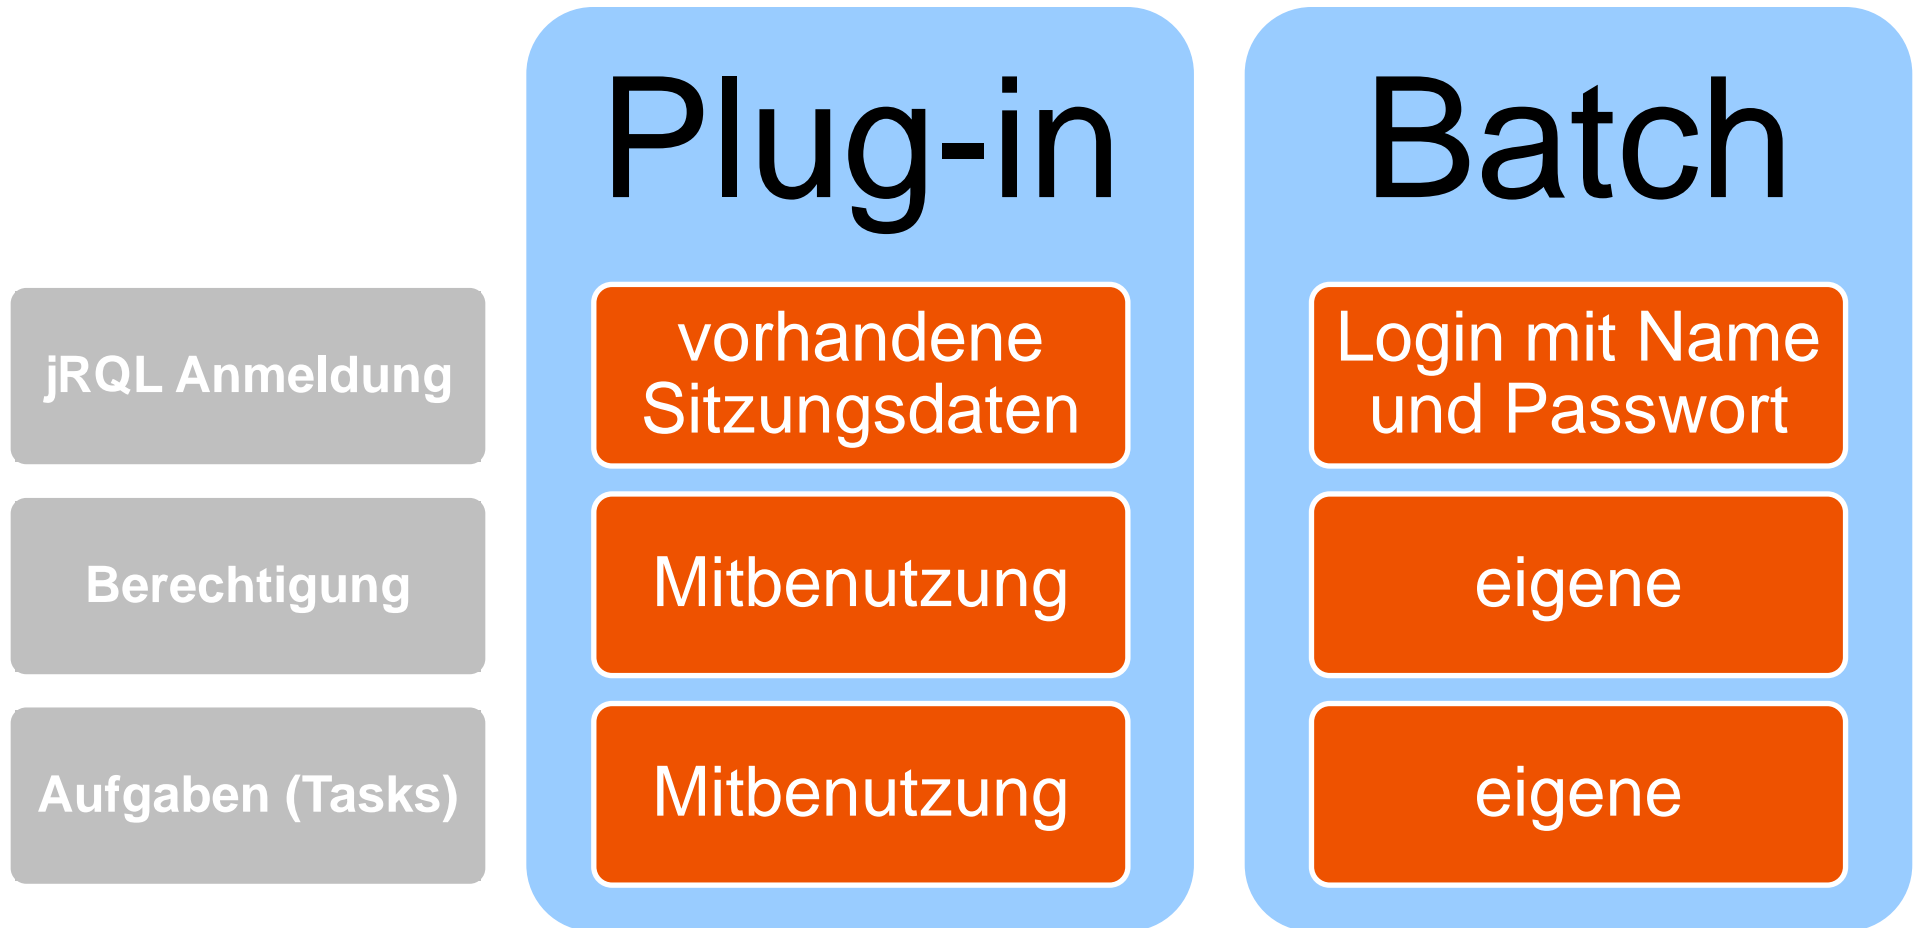 Plug-in
Batch
jRQL Anmeldung
vorhandene
Sitzungsdaten
Login mit Name
und Passwort
Berechtigung
Mitbenutzung
eigene
Aufgaben (Tasks)
Mitbenutzung
eigene